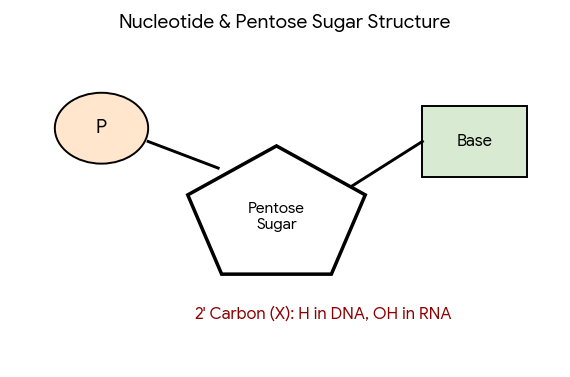 Nucleotide & Pentose Sugar Structure
P
Base
Pentose
Sugar
2' Carbon (X): H in DNA, OH in RNA